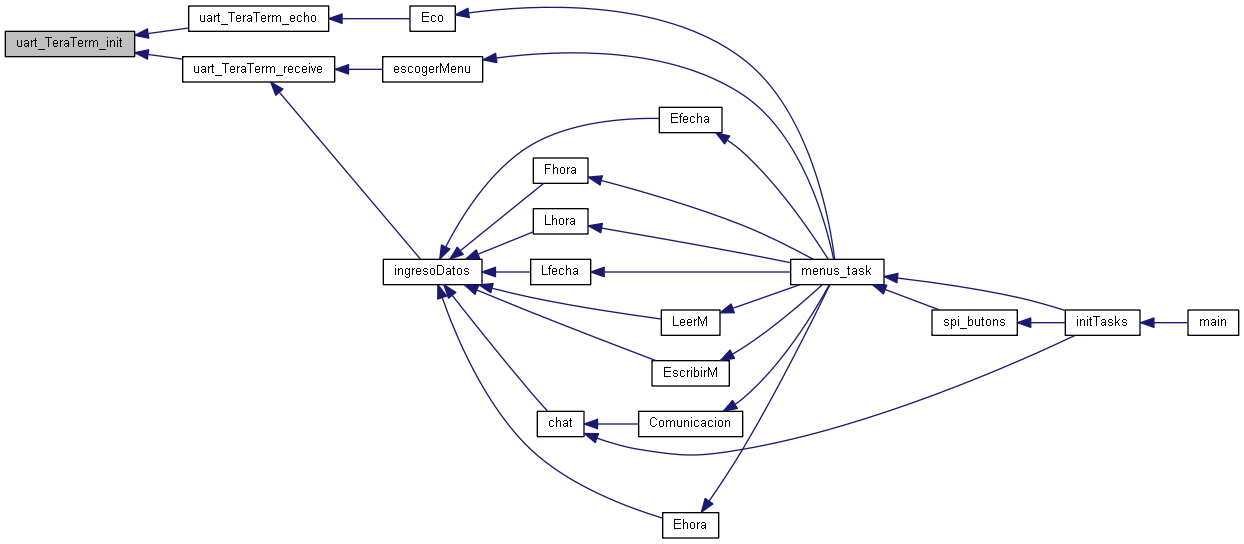 uart_TeraTerm_echo
Eco
uart_TeraTerm_init
uart_TeraTerm_receive
escogerMenu
Efecha
Fhora
Lhora
ingresoDatos
Lfecha
menus_task
LeerM
spi_butons
initTasks
main
EscribirM
chat
Comunicacion
Ehora